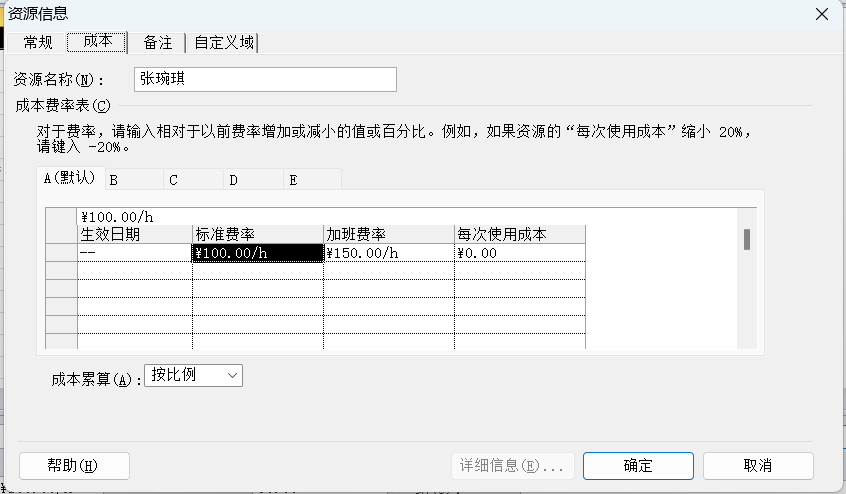 资源信息
常规 成本 备注 自定义域
资源名称(N)： 张琬琪
成本费率表(C)
对于费率，请输入相对于以前费率增加或减小的值或百分比。例如，如果资源的“每次使用成本”缩小 20%，
请键入 -20%。
A(默认) B C D E
¥100.00/h
生效日期 标准费率 加班费率 每次使用成本
-- ¥100.00/h ¥150.00/h ¥0.00
成本累算(A)： 按比例
帮助(H) 详细信息(E)... 确定 取消